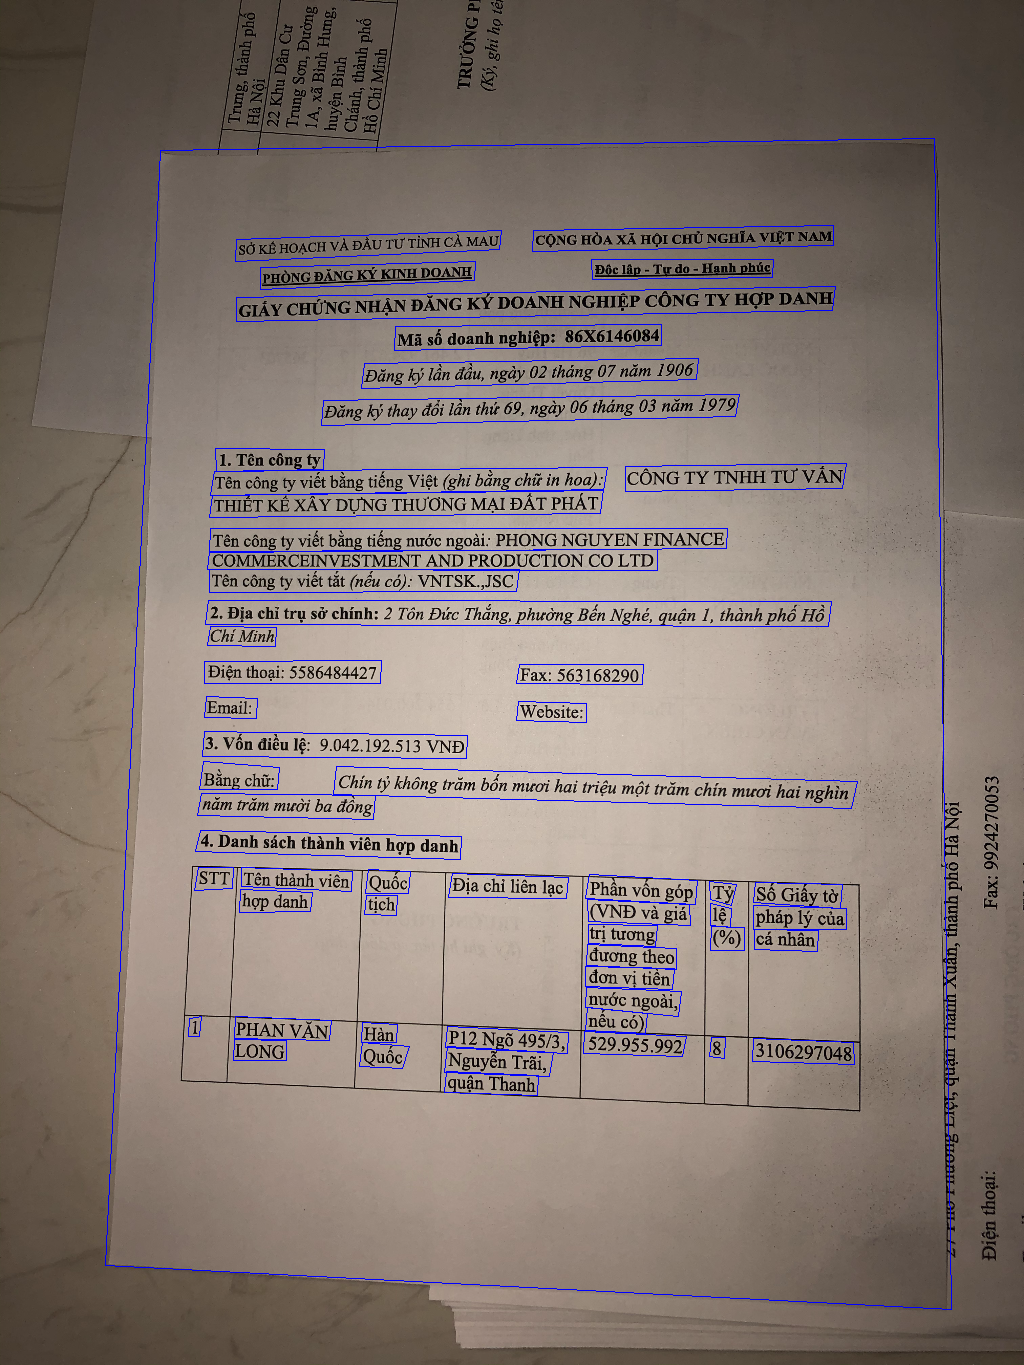 Trung, thành phố
Hà Nội
22 Khu Dân Cư
Trung Sơn, Đường
1A, xã Bình Hưng,
huyện Bình
Chánh, thành phố
Hồ Chí Minh
(Ký, ghi họ tên
SỞ KẾ HOẠCH VÀ ĐẦU TƯ TỈNH CÀ MAU
CỘNG HÒA XÃ HỘI CHỦ NGHĨA VIỆT NAM
PHÒNG ĐĂNG KÝ KINH DOANH
Độc lập - Tự do - Hạnh phúc
GIẤY CHỨNG NHẬN ĐĂNG KÝ DOANH NGHIỆP CÔNG TY HỢP DANH
Mã số doanh nghiệp: 86X6146084
Đăng ký lần đầu, ngày 02 tháng 07 năm 1906
Đăng ký thay đổi lần thứ 69, ngày 06 tháng 03 năm 1979
1. Tên công ty
Tên công ty viết bằng tiếng Việt (ghi bằng chữ in hoa): CÔNG TY TNHH TƯ VẤN
THIẾT KẾ XÂY DỰNG THƯƠNG MẠI ĐẤT PHÁT
Tên công ty viết bằng tiếng nước ngoài: PHONG NGUYEN FINANCE
COMMERCEINVESTMENT AND PRODUCTION CO LTD
Tên công ty viết tắt (nếu có): VNTSK.,JSC
2. Địa chỉ trụ sở chính: 2 Tôn Đức Thắng, phường Bến Nghé, quận 1, thành phố Hồ
Chí Minh
Điện thoại: 5586484427
Fax: 563168290
Email:
Website:
3. Vốn điều lệ: 9.042.192.513 VNĐ
Bằng chữ: Chín tỷ không trăm bốn mươi hai triệu một trăm chín mươi hai nghìn
năm trăm mười ba đồng
4. Danh sách thành viên hợp danh
STT
Tên thành viên
hợp danh
Quốc
tịch
Địa chỉ liên lạc
Phần vốn góp
(VNĐ và giá
trị tương
đương theo
đơn vị tiền
nước ngoài,
nếu có)
Tỷ
lệ
(%)
Số Giấy tờ
pháp lý của
cá nhân
1
PHAN VĂN
LONG
Hàn
Quốc
P12 Ngõ 495/3,
Nguyễn Trãi,
quận Thanh
529.955.992
8
3106297048
quận Thanh Xuân, thành phố Hà Nội
Điện thoại:
Fax: 9924270053